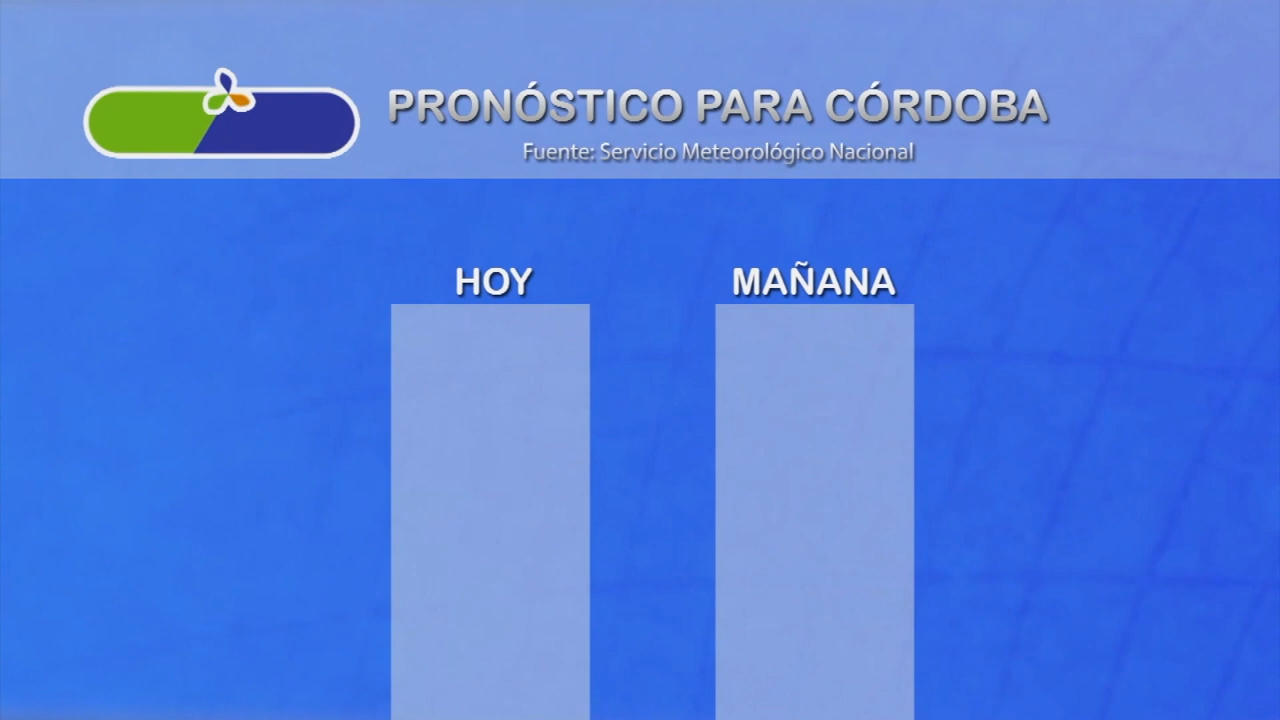 PRONÓSTICO PARA CÓRDOBA
Fuente: Servicio Meteorológico Nacional
HOY
MAÑANA